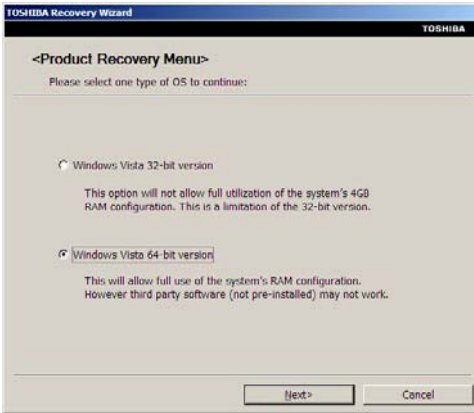 TOSHIBA Recovery Wizard
TOSHIBA
<Product Recovery Menu>
Please select one type of OS to continue:
Windows Vista 32-bit version
This option will not allow full utilization of the system's 4GB
RAM configuration. This is a limitation of the 32-bit version.
Windows Vista 64-bit version
This will allow full use of the system's RAM configuration.
However third party software (not pre-installed) may not work.
Next>
Cancel